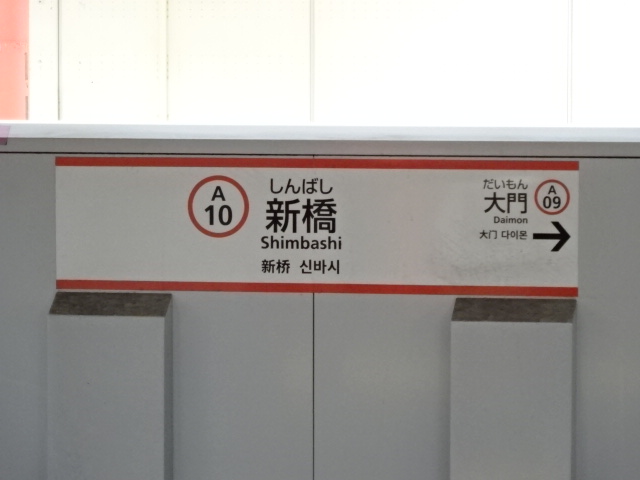 A
10
しんばし
新橋
Shimbashi
新桥 신바시
だいもん
大門
Daimon
大门 다이몬
A
09
→